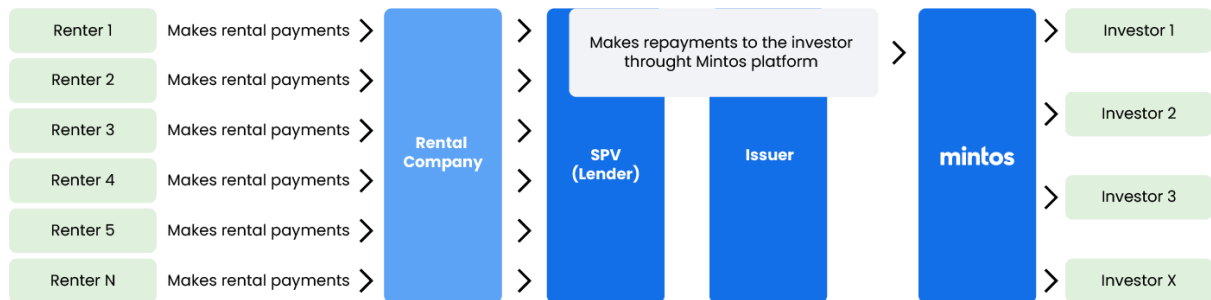 Renter 1
Makes rental payments
Renter 2
Makes rental payments
Renter 3
Makes rental payments
Renter 4
Makes rental payments
Renter 5
Makes rental payments
Renter N
Makes rental payments
Rental
Company
SPV
(Lender)
Makes repayments to the investor
throught Mintos platform
Issuer
mintos
Investor 1
Investor 2
Investor 3
Investor X